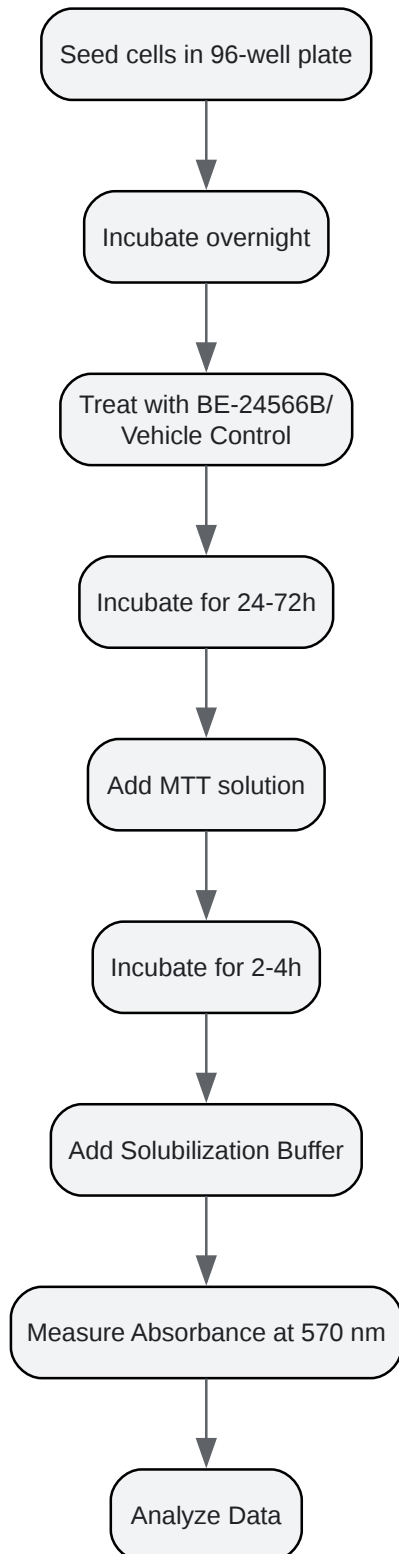 Seed cells in 96-well plate
Incubate overnight
Treat with BE-24566B/
Vehicle Control
Incubate for 24-72h
Add MTT solution
Incubate for 2-4h
Add Solubilization Buffer
Measure Absorbance at 570 nm
Analyze Data